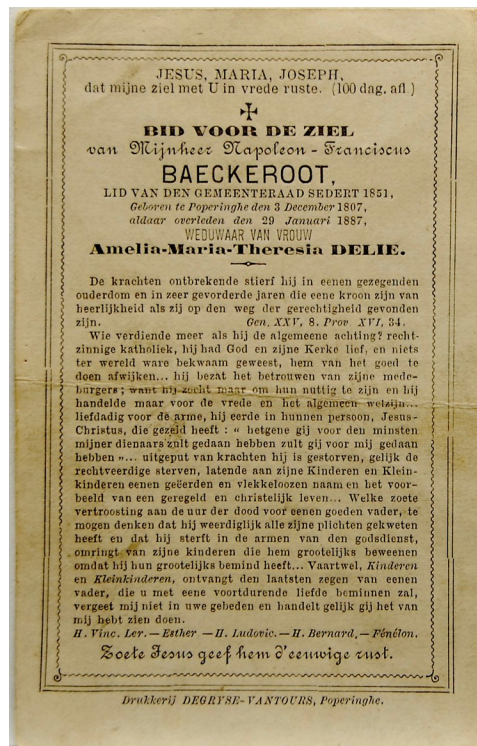 JESUS, MARIA, JOSEPH,
dat mijne ziel met U in vrede ruste. (100 dag. afl)
BID VOOR DE ZIEL
van Mijnheer Napoleon-Franciscus
BAECKEROOT,
LID VAN DEN GEMEENTERAAD SEDERT 1851,
Geboren te Poperinghe den 3 December 1807,
aldaar overleden den 29 Januari 1887,
WEDUWAAR VAN VROUW
Amelia-Maria-Theresia DELIE.
De krachten ontbrekende stierf hij in eenen gezegenden
ouderdom en in zeer gevorderde jaren die eene kroon zijn van
heerlijkheid als zij op den weg der gerechtigheid gevonden
zijn. Gen. XXV, 8. Prov XVI, 34.
Wie verdiende meer als hij de algemeene achting? recht-
zinnige katholiek, hij had God en zijne Kerke lief, en niets
ter wereld ware bekwaam geweest, hem van het goed te
doen afwijken... hij bezat het betrouwen van zijne mede-
burgers; want hij zocht maar om hun nuttig te zijn en hij
handelde maar voor de vrede en het algemeen welzijn...
liefdadig voor de arme, hij eerde in hunnen persoon, Jesus-
Christus, die gezeid heeft: " hetgene gij voor den minsten
mijner dienaars zult gedaan hebben zult gij voor mij gedaan
hebben "... uitgeput van krachten hij is gestorven, gelijk de
rechtveerdige sterven, latende aan zijne Kinderen en Klein-
kinderen eenen geëerden en vlekkeloozen naam en het voor-
beeld van een geregeld en christelijk leven... Welke zoete
vertroosting aan de uur der dood voor eenen goeden vader, te
mogen denken dat hij weerdiglijk alle zijne plichten gekweten
heeft en dat hij sterft in de armen van den godsdienst,
omringt van zijne kinderen die hem grootelijks beweenen
omdat hij hun grootelijks bemind heeft... Vaartwel, Kinderen
en Kleinkinderen, ontvangt den laatsten zegen van eenen
vader, die u met eene voortdurende liefde beminnen zal,
vergeet mij niet in uwe gebeden en handelt gelijk gij het van
mij hebt zien doen.
H. Vinc. Ler. — Esther — H. Ludovic. — H. Bernard, — Fénélon.
Zoete Jesus geef hem d'eeuwige rust.
Drukkerij DEGRYSE-VANTOURS, Poperinghe.